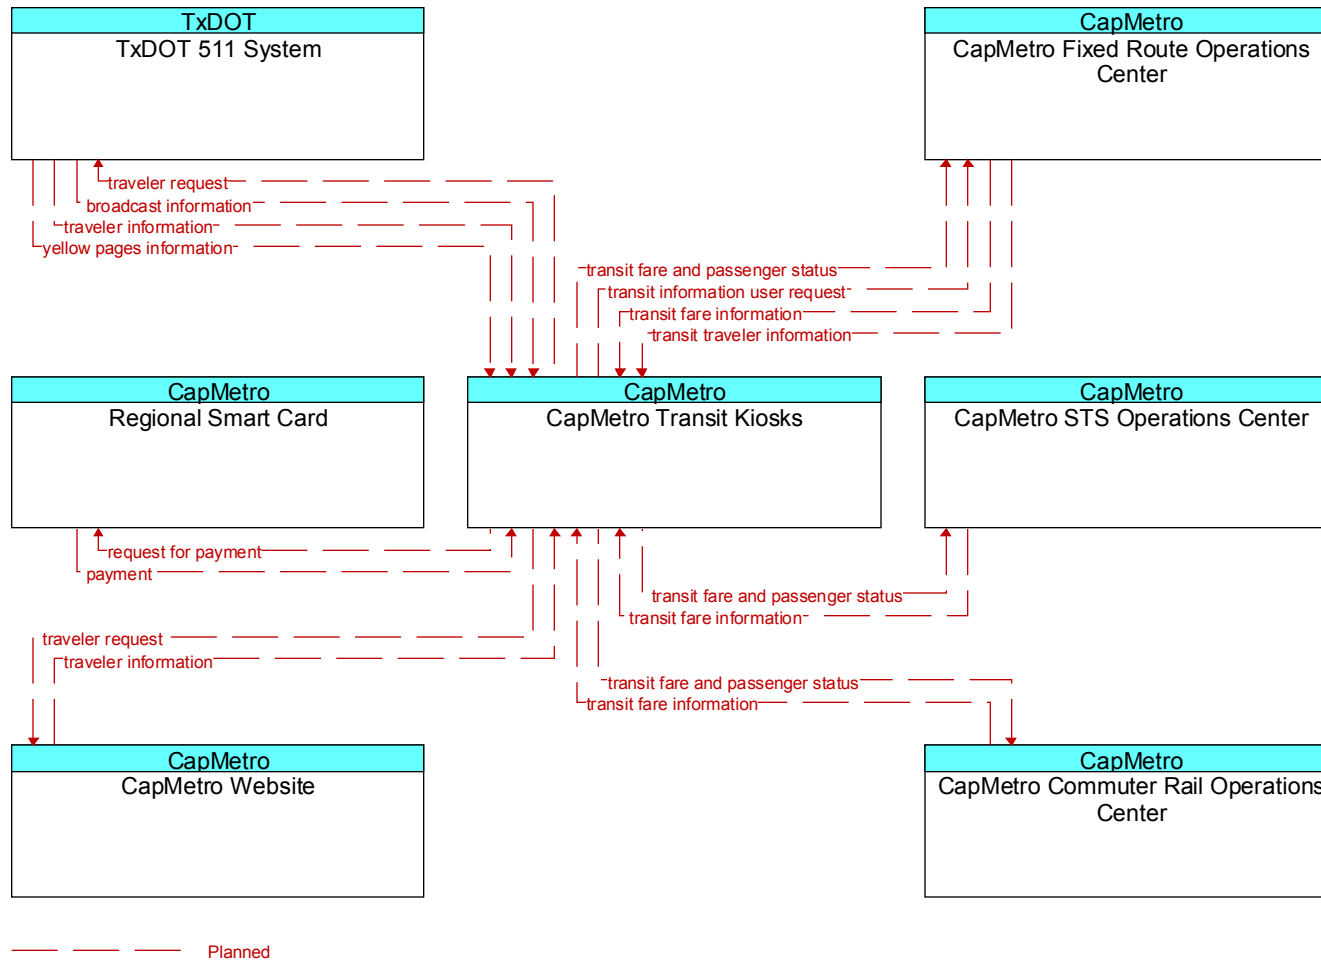 TxDOT
TxDOT 511 System
CapMetro
CapMetro Fixed Route Operations
Center
traveler request
broadcast information
traveler information
yellow pages information
transit fare and passenger status
transit information user request
transit fare information
transit traveler information
CapMetro
Regional Smart Card
CapMetro
CapMetro Transit Kiosks
CapMetro
CapMetro STS Operations Center
request for payment
payment
transit fare and passenger status
transit fare information
traveler request
traveler information
transit fare and passenger status
transit fare information
CapMetro
CapMetro Website
CapMetro
CapMetro Commuter Rail Operations
Center
Planned